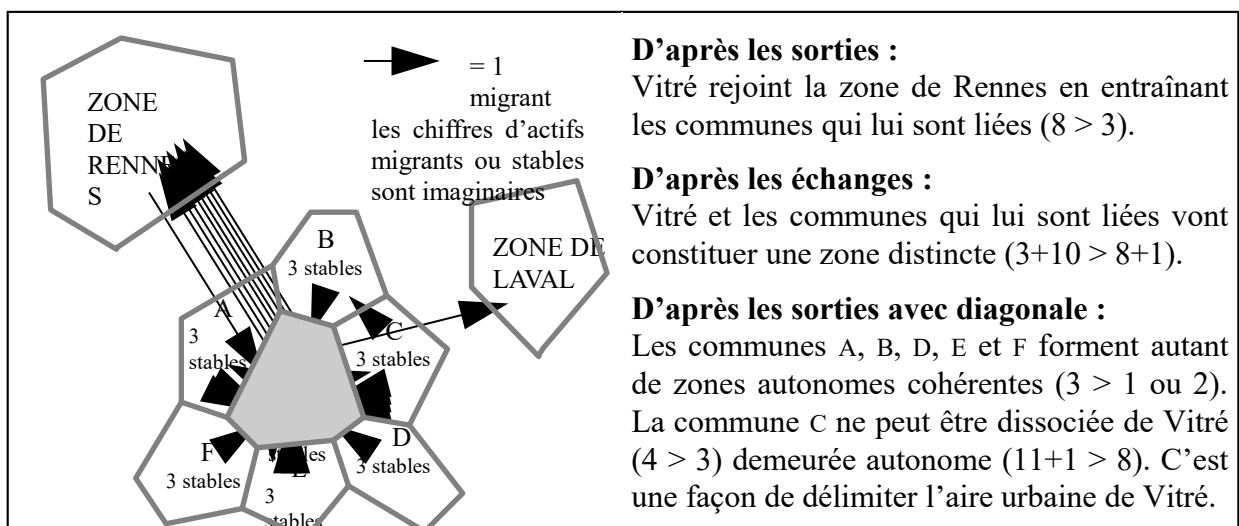 ZONE
DE
RENNE
S
= 1
migrant
les chiffres d'actifs
migrants ou stables
sont imaginaires
B
3 stables
ZONE DE
LAVAL
A
3
stables
C
3 stables
F
3 stables
stables
E
3
stables
D
3 stables
D'après les sorties :
Vitré rejoint la zone de Rennes en entraînant
les communes qui lui sont liées (8 > 3).
D'après les échanges :
Vitré et les communes qui lui sont liées vont
constituer une zone distincte (3+10 > 8+1).
D'après les sorties avec diagonale :
Les communes A, B, D, E et F forment autant
de zones autonomes cohérentes (3 > 1 ou 2).
La commune C ne peut être dissociée de Vitré
(4 > 3) demeurée autonome (11+1 > 8). C'est
une façon de délimiter l'aire urbaine de Vitré.